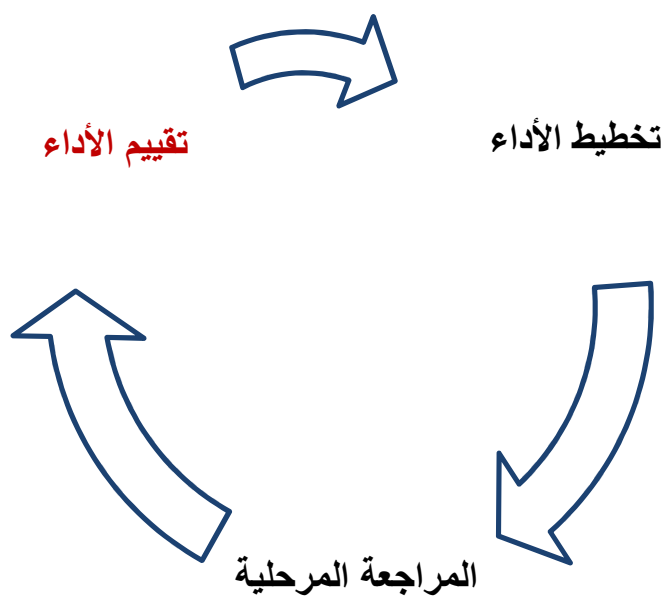 تخطيط الأداء
تقييم الأداء
المراجعة المرحلية